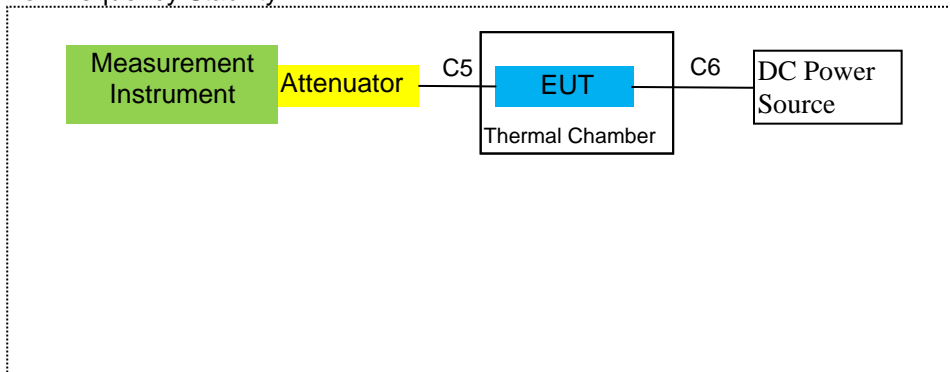 Measurement
Instrument
Attenuator
C5
EUT
Thermal Chamber
C6
DC Power
Source